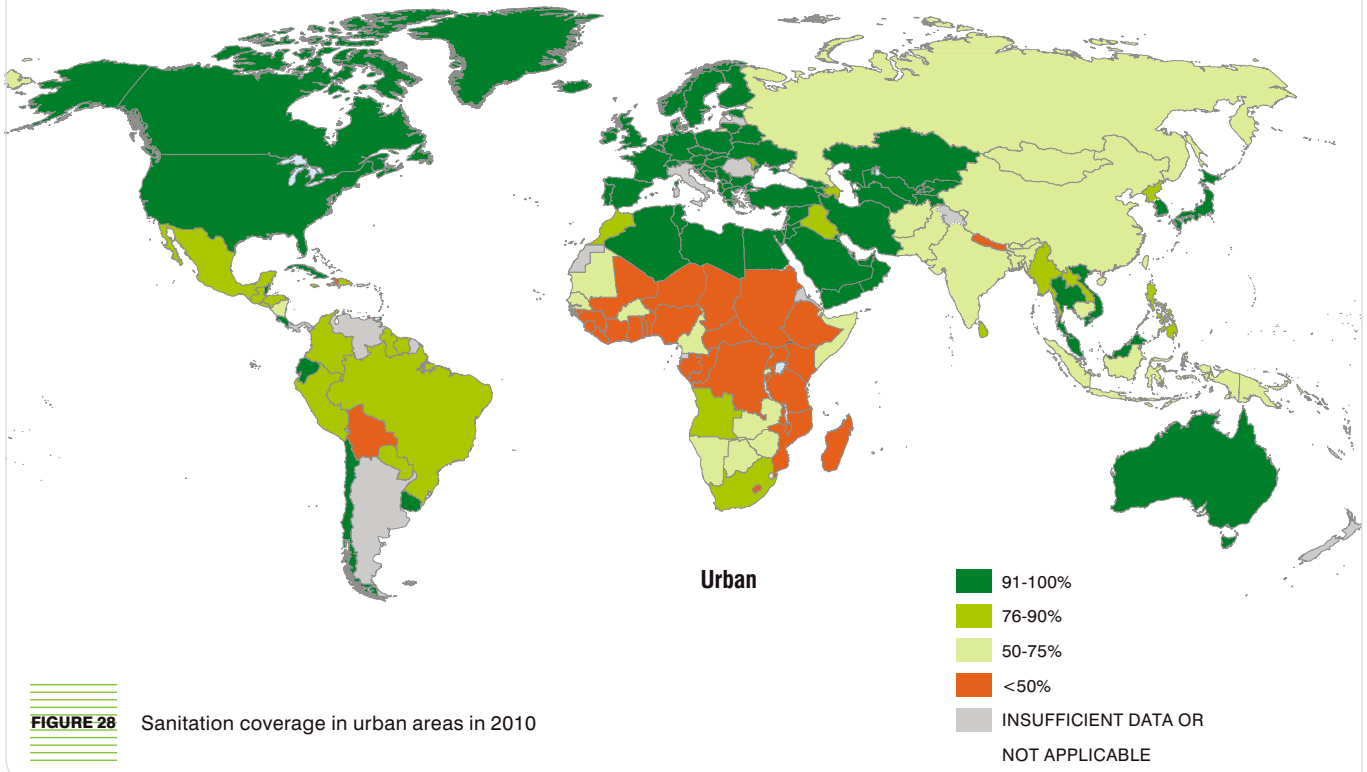 Urban
91-100%
76-90%
50-75%
<50%
INSUFFICIENT DATA OR
NOT APPLICABLE
FIGURE 28 Sanitation coverage in urban areas in 2010